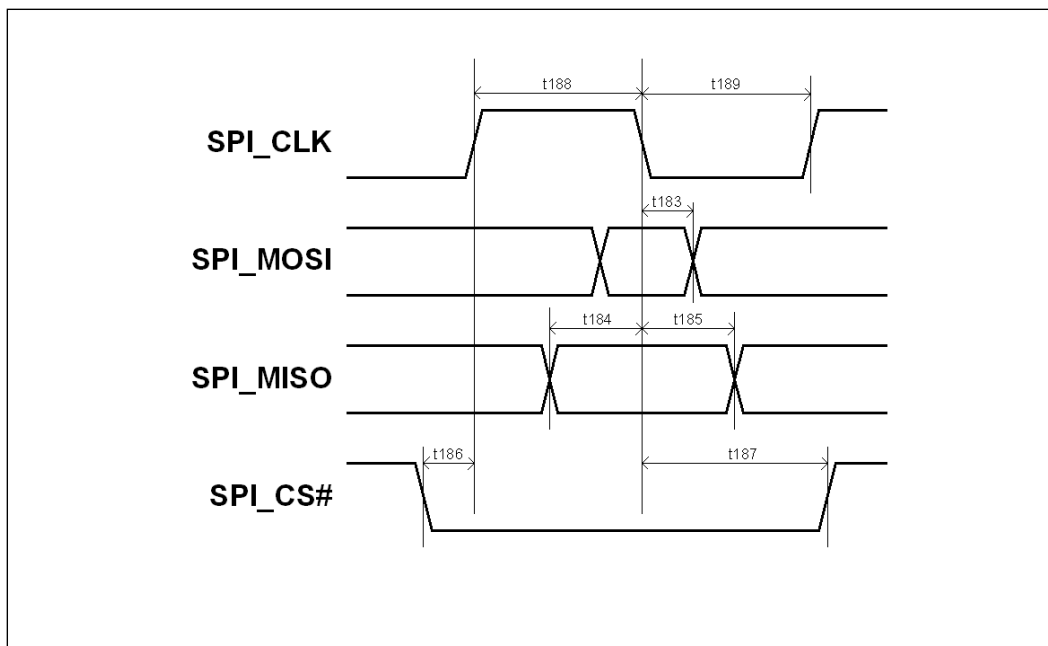 t188 t189
SPI_CLK
t183
SPI_MOSI
t184 t185
SPI_MISO
t186 t187
SPI_CS#